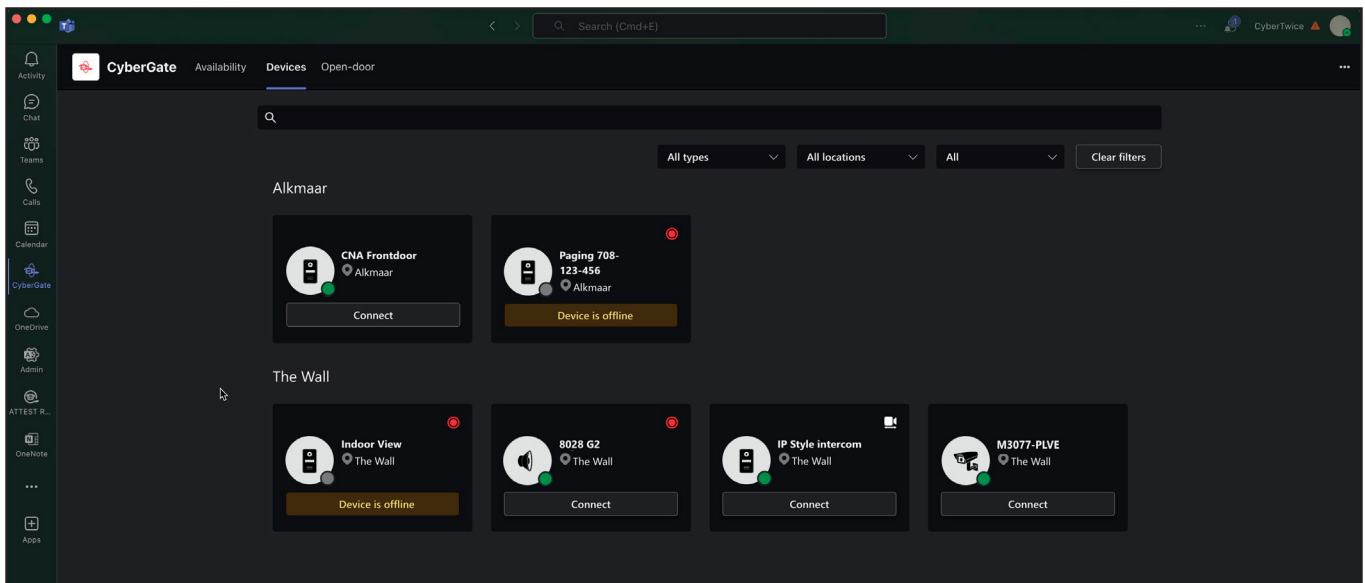 Search (Cmd+E)
1
CyberTwice
Activity
Chat
Teams
Calls
Calendar
CyberGate
OneDrive
Admin
ATTEST R...
OneNote
Apps
CyberGate Availability Devices Open-door
All types All locations All Clear filters
Alkmaar
CNA Frontdoor
Alkmaar
Connect
Paging 708-
123-456
Alkmaar
Device is offline
The Wall
Indoor View
The Wall
Device is offline
8028 G2
The Wall
Connect
IP Style intercom
The Wall
Connect
M3077-PLVE
The Wall
Connect